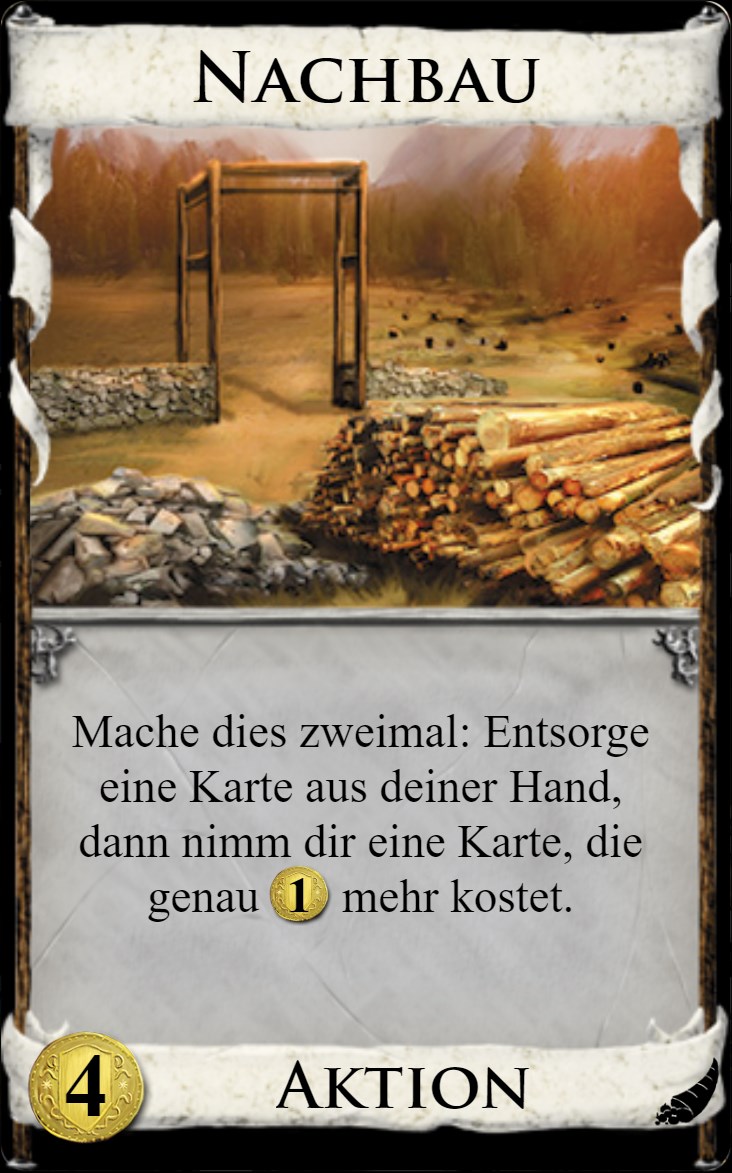 Nachbau
Mache dies zweimal: Entsorge
eine Karte aus deiner Hand,
dann nimm dir eine Karte, die
genau 1 mehr kostet.
4 Aktion